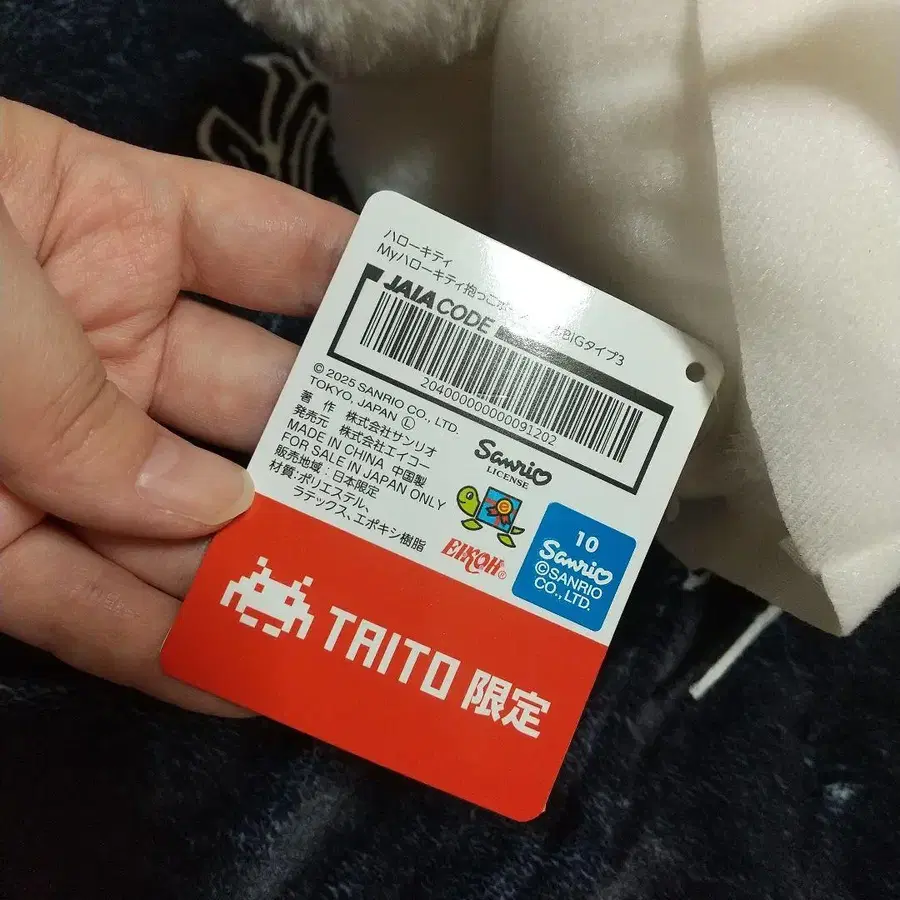 ハローキティ
Myハローキティ抱っこポ BIGタイプ3
JAIA CODE
20400000000000091202
© 2025 SANRIO CO., LTD.
TOKYO, JAPAN Ⓛ
著 作 株式会社サンリオ
発売元 株式会社エイコー
MADE IN CHINA 中国製
FOR SALE IN JAPAN ONLY
販売地域：日本限定
材質：ポリエステル、
ラテックス、エポキシ樹脂
Sanrio
LICENSE
EIKOH®
10
Sanrio
©SANRIO
CO., LTD.
TAITO 限定